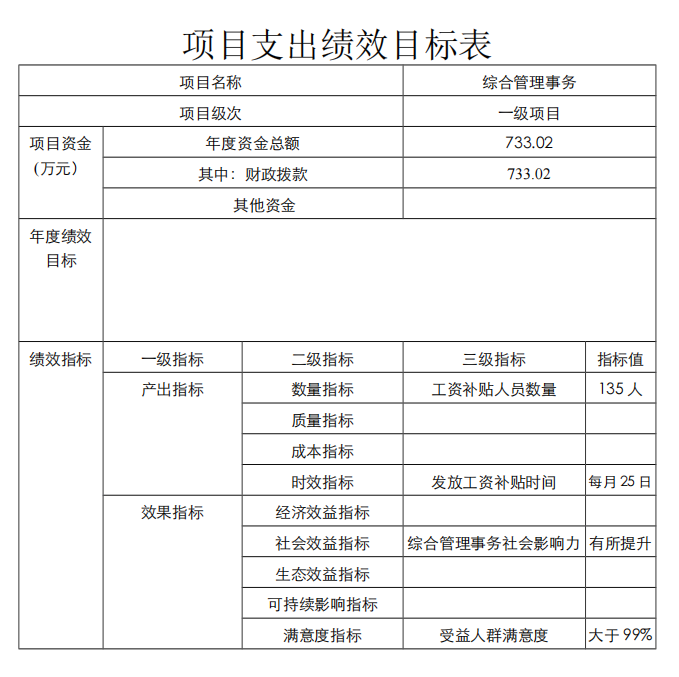 项目支出绩效目标表
项目名称 综合管理事务
项目级次 一级项目
项目资金 年度资金总额 733.02
(万元） 其中：财政拨款 733.02
其他资金
年度绩效
目标
绩效指标 一级指标 二级指标 三级指标 指标值
产出指标 数量指标 工资补贴人员数量 135 人
质量指标
成本指标
时效指标 发放工资补贴时间 每月 25 日
效果指标 经济效益指标
社会效益指标 综合管理事务社会影响力 有所提升
生态效益指标
可持续影响指标
满意度指标 受益人群满意度 大于 99%